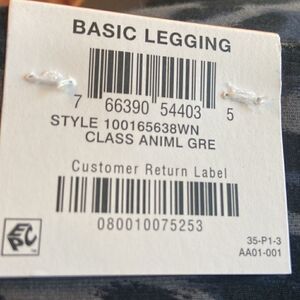 BASIC LEGGING
7 66390 54403 5
STYLE 100165638WN
CLASS ANIML GRE
Customer Return Label
080010075253
EPC
35-P1-3
AA01-001